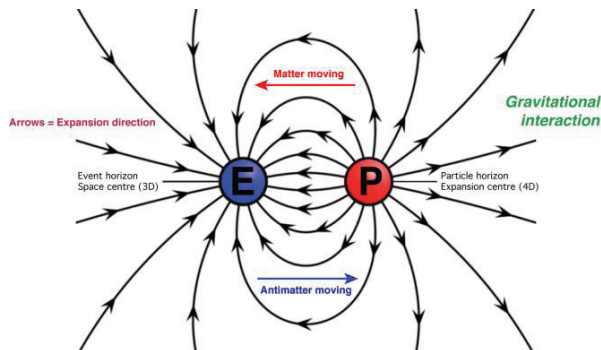 Matter moving
Gravitational
interaction
Arrows = Expansion direction
Event horizon
Space centre (3D)
E
P
Particle horizon
Expansion centre (4D)
Antimatter moving